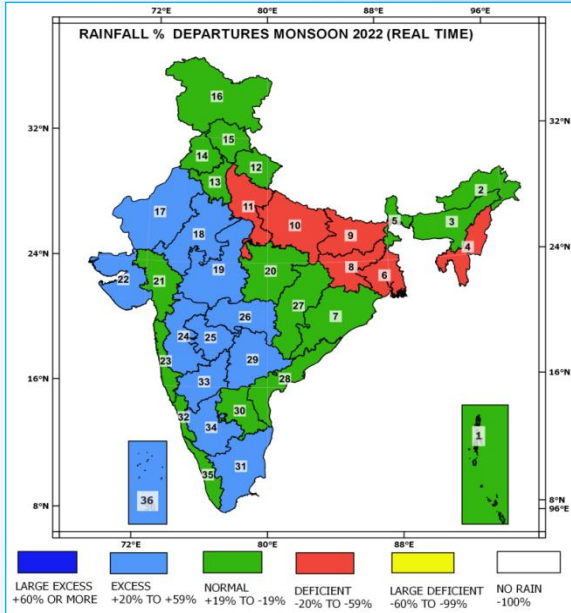 RAINFALL % DEPARTURES MONSOON 2022 (REAL TIME)
72°E 80°E 88°E 96°E
32°N 32°N
24°N 24°N
16°N 16°N
8°N 8°N
96°E
72°E 80°E 88°E
16
15
14
12
13
11
17
18
10
9
5
2
3
4
19
20
8
6
21
22
27
7
26
24
25
23
29
28
33
30
32
34
31
35
36
1
LARGE EXCESS
+60% OR MORE
EXCESS
+20% TO +59%
NORMAL
+19% TO -19%
DEFICIENT
-20% TO -59%
LARGE DEFICIENT
-60% TO -99%
NO RAIN
-100%